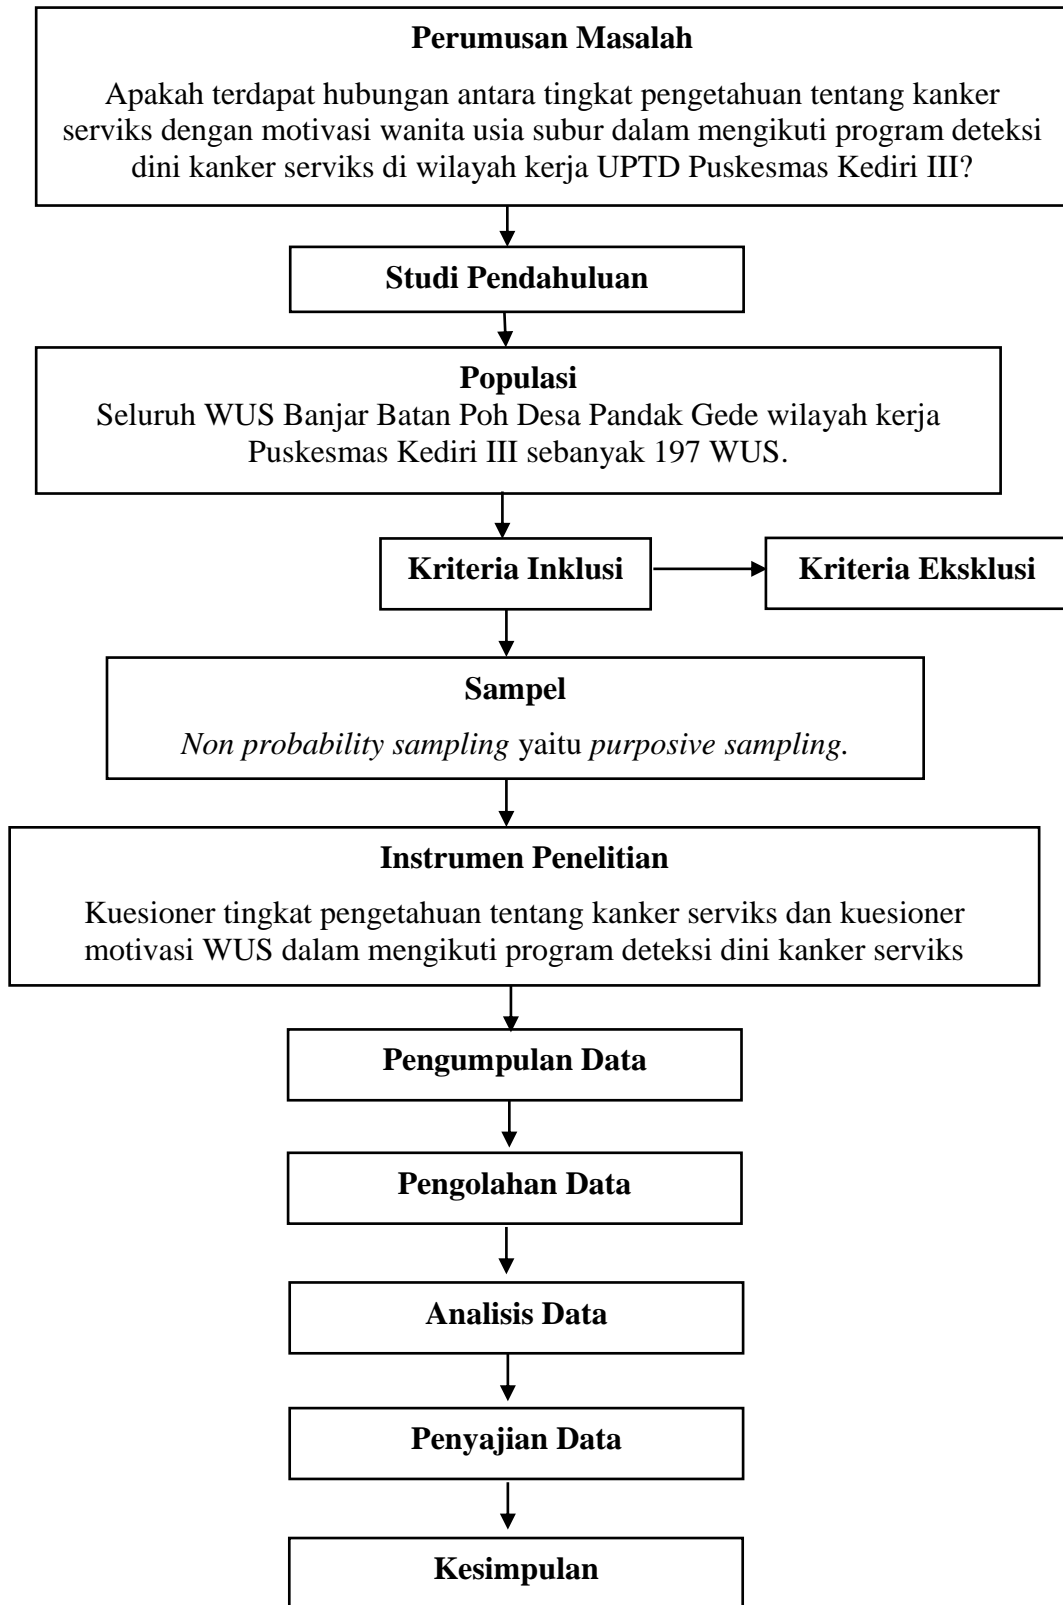 Perumusan Masalah
Apakah terdapat hubungan antara tingkat pengetahuan tentang kanker
serviks dengan motivasi wanita usia subur dalam mengikuti program deteksi
dini kanker serviks di wilayah kerja UPTD Puskesmas Kediri III?
Studi Pendahuluan
Populasi
Seluruh WUS Banjar Batan Poh Desa Pandak Gede wilayah kerja
Puskesmas Kediri III sebanyak 197 WUS.
Kriteria Inklusi
Kriteria Eksklusi
Sampel
Non probability sampling yaitu purposive sampling.
Instrumen Penelitian
Kuesioner tingkat pengetahuan tentang kanker serviks dan kuesioner
motivasi WUS dalam mengikuti program deteksi dini kanker serviks
Pengumpulan Data
Pengolahan Data
Analisis Data
Penyajian Data
Kesimpulan